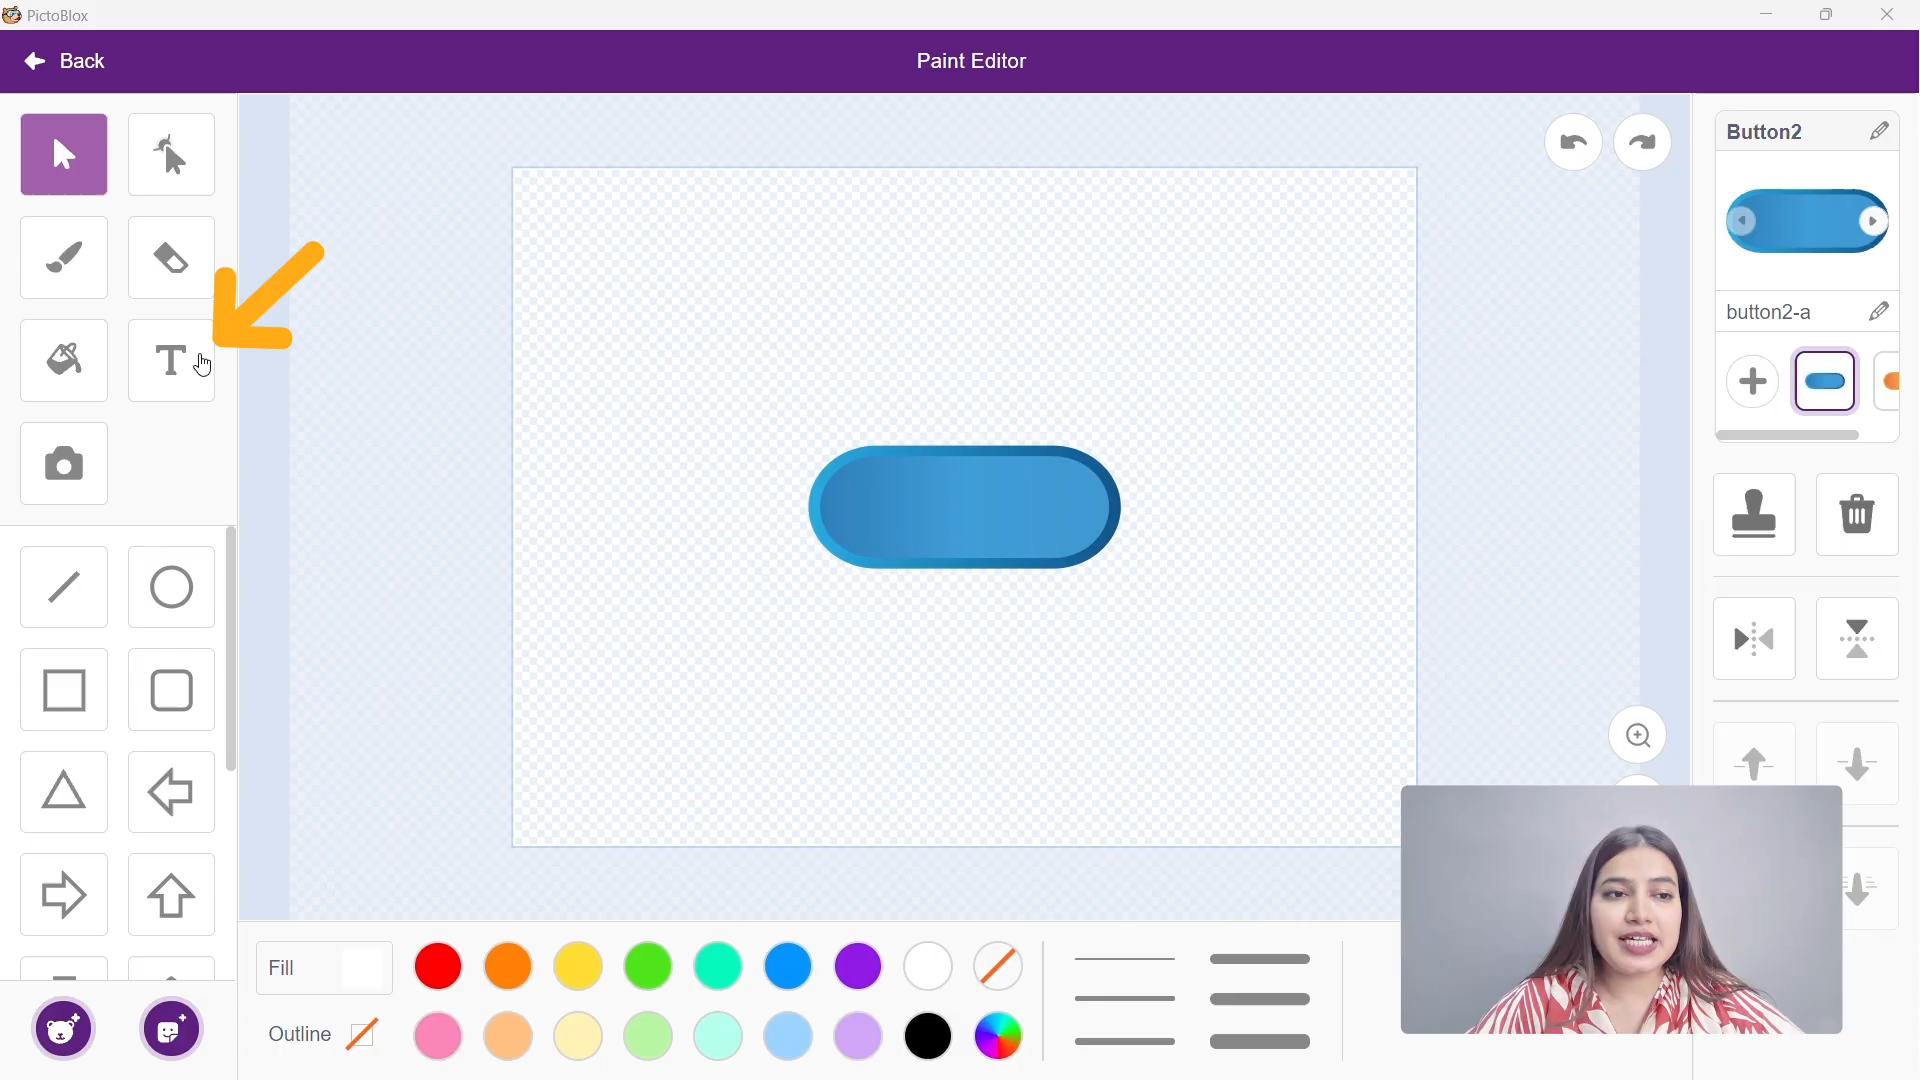 PictoBlox
Back
Paint Editor
Button2
T
button2-a
Fill
Outline